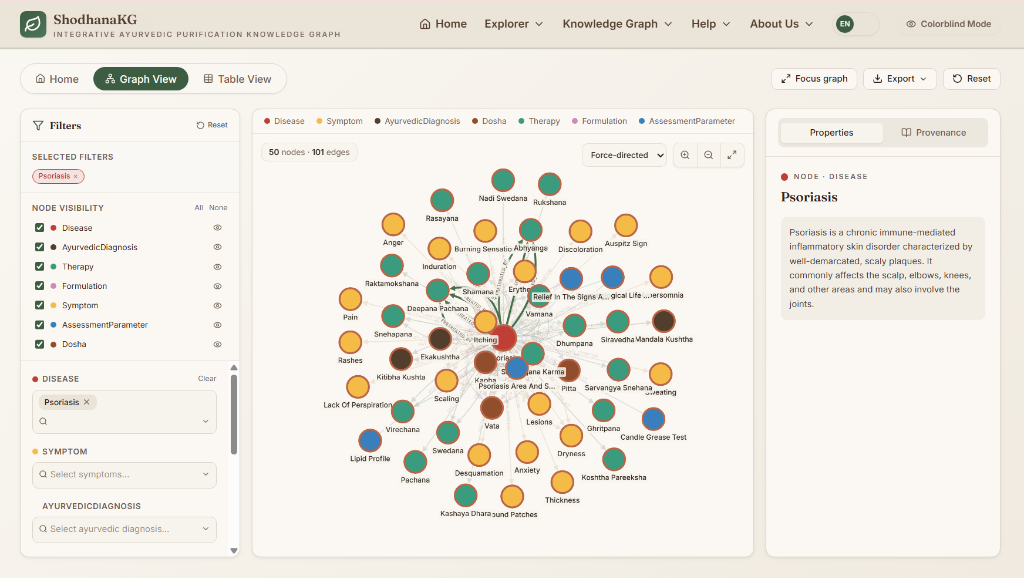 ShodhanaKG
INTEGRATIVE AYURVEDIC PURIFICATION KNOWLEDGE GRAPH
Home Explorer Knowledge Graph Help About Us EN Colorblind Mode
Home Graph View Table View
Focus graph Export Reset
Filters Reset
SELECTED FILTERS
Psoriasis ×
NODE VISIBILITY All None
Disease
AyurvedicDiagnosis
Therapy
Formulation
Symptom
AssessmentParameter
Dosha
DISEASE Clear
Psoriasis ×
SYMPTOM
Select symptoms...
AYURVEDICDIAGNOSIS
Select ayurvedic diagnosis...
Disease Symptom AyurvedicDiagnosis Dosha Therapy Formulation AssessmentParameter
50 nodes · 101 edges
Force-directed
Nadi Swedana
Rukshana
Rasayana
Auspitz Sign
Anger
Burning Sensatio
Abhyanga
Discoloration
Induration
Raktamokshana
Shamana
Erythe
Relief In The Signs A...
gical Life ...
ersomnia
Deepana Pachana
Vamana
Pain
Snehapana
Itching
Dhumpana
Siravedha
Mandala Kushtha
Rashes
Ekakushtha
Kitibha Kushta
Kapha
ana Karma
Pitta
Sarvangya Snehana
Sweating
Psoriasis Area And S...
Scaling
Lack Of Perspiration
Virechana
Vata
Lesions
Ghritpana
Candle Grease Test
Lipid Profile
Swedana
Dryness
Pachana
Desquamation
Anxiety
Koshtha Pareeksha
Thickness
Kashaya Dhara
ound Patches
Properties Provenance
NODE · DISEASE
Psoriasis
Psoriasis is a chronic immune-mediated
inflammatory skin disorder characterized by
well-demarcated, scaly plaques. It
commonly affects the scalp, elbows, knees,
and other areas and may also involve the
joints.